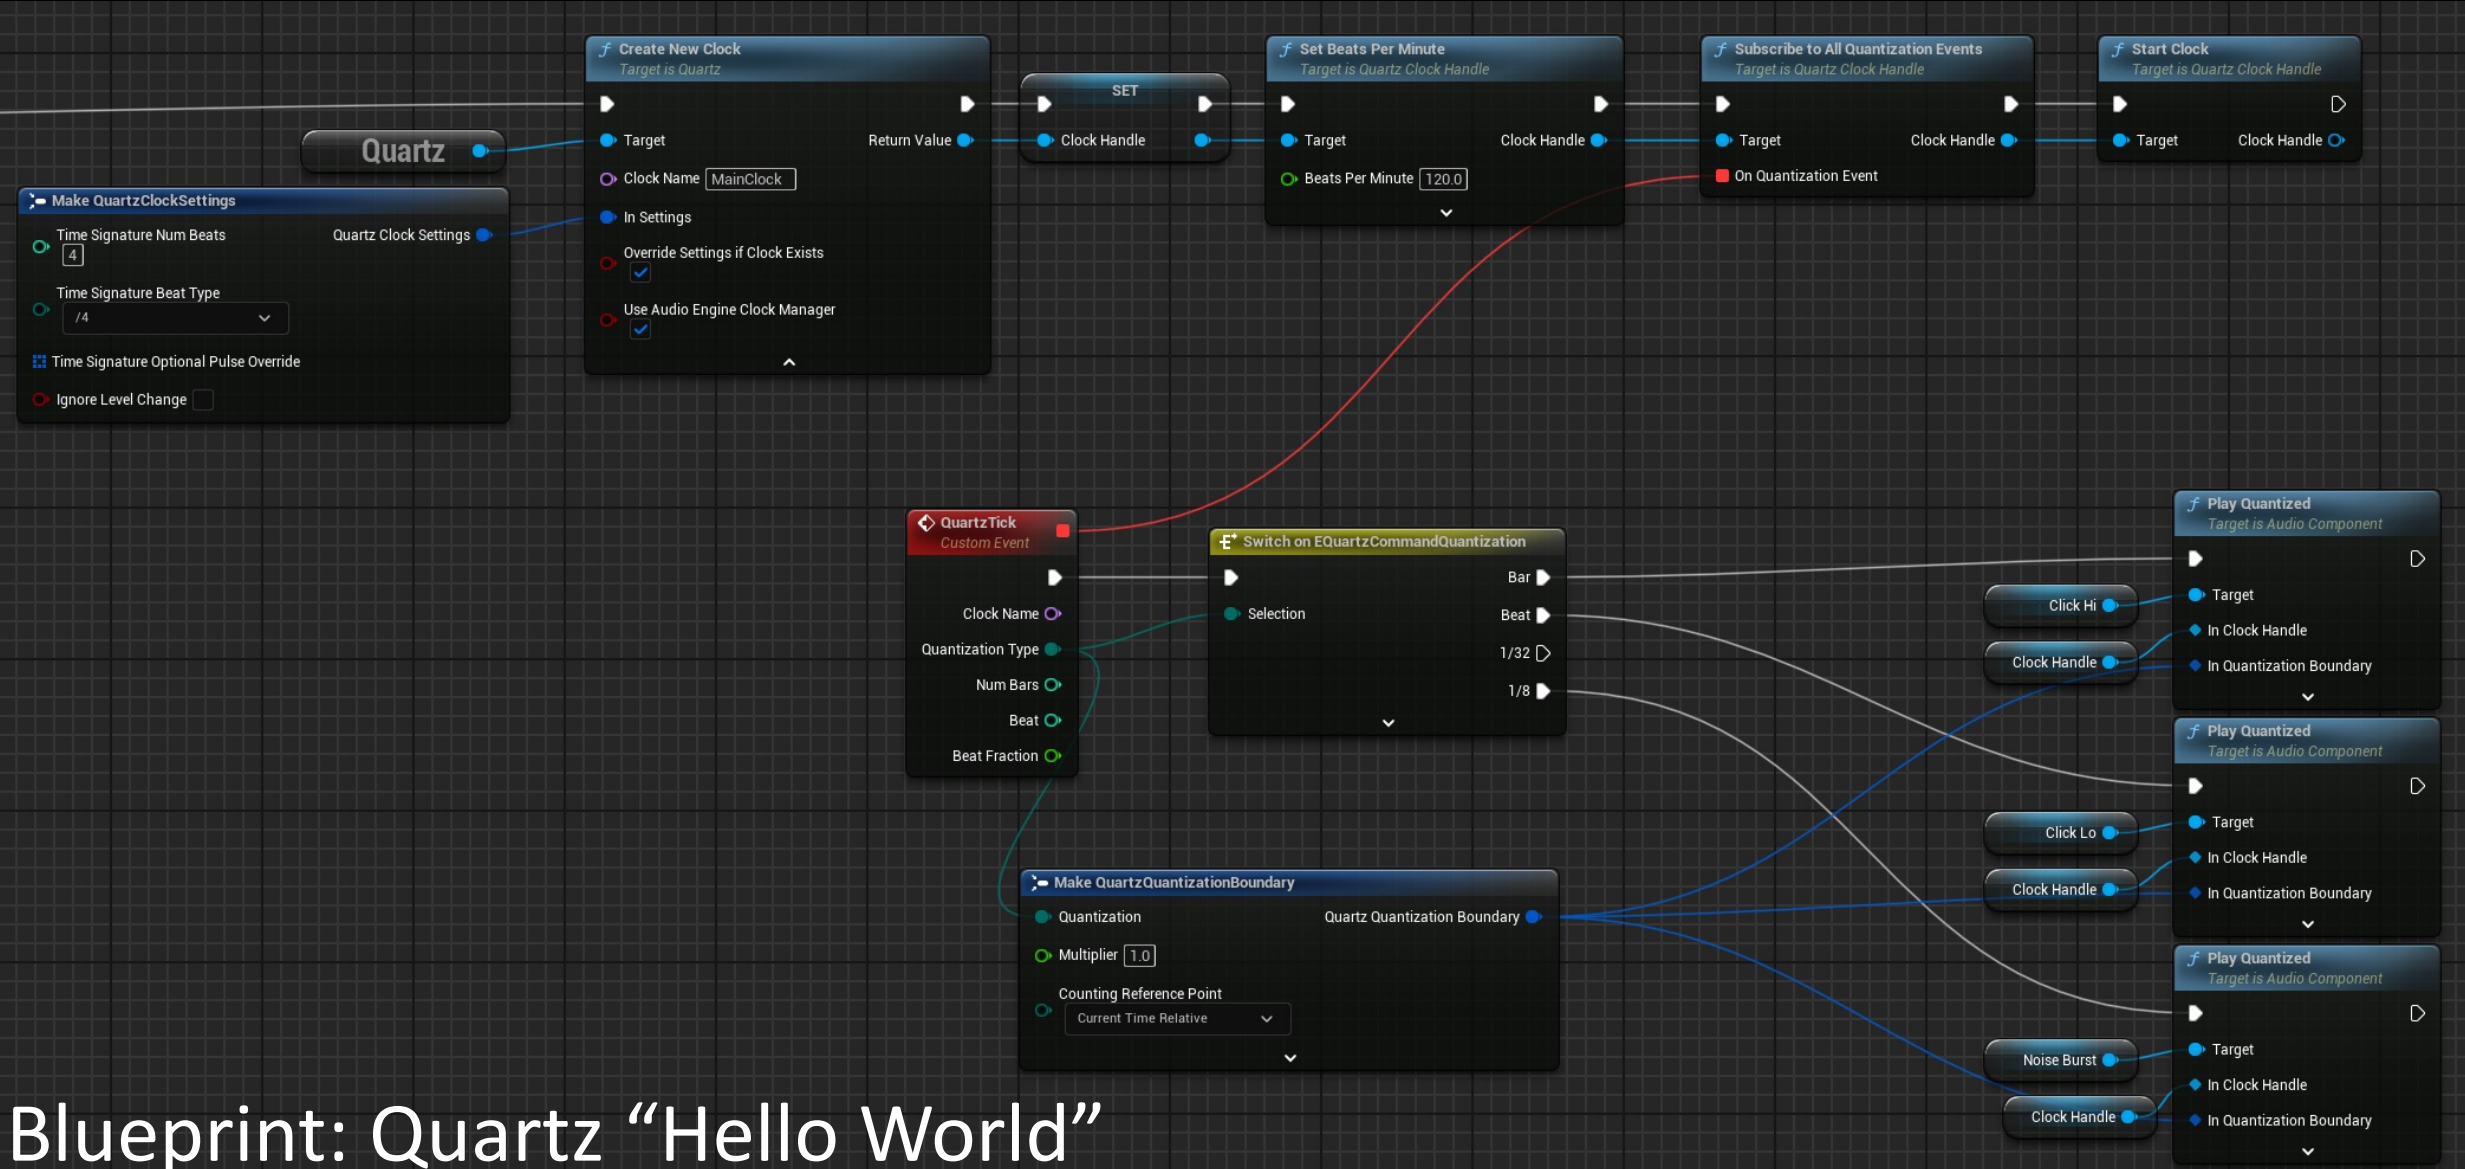 Create New Clock
Target is Quartz
Target
Return Value
Clock Name MainClock
In Settings
Override Settings if Clock Exists
Use Audio Engine Clock Manager
Quartz
Make QuartzClockSettings
Time Signature Num Beats
Quartz Clock Settings
4
Time Signature Beat Type
/4
Time Signature Optional Pulse Override
Ignore Level Change
SET
Clock Handle
Set Beats Per Minute
Target is Quartz Clock Handle
Target
Clock Handle
Beats Per Minute 120.0
Subscribe to All Quantization Events
Target is Quartz Clock Handle
Target
Clock Handle
On Quantization Event
Start Clock
Target is Quartz Clock Handle
Target
Clock Handle
QuartzTick
Custom Event
Clock Name
Quantization Type
Num Bars
Beat
Beat Fraction
Switch on EQuartzCommandQuantization
Bar
Selection
Beat
1/32
1/8
Make QuartzQuantizationBoundary
Quantization
Quartz Quantization Boundary
Multiplier 1.0
Counting Reference Point
Current Time Relative
Click Hi
Clock Handle
Play Quantized
Target is Audio Component
Target
In Clock Handle
In Quantization Boundary
Click Lo
Clock Handle
Play Quantized
Target is Audio Component
Target
In Clock Handle
In Quantization Boundary
Noise Burst
Clock Handle
Play Quantized
Target is Audio Component
Target
In Clock Handle
In Quantization Boundary
Blueprint: Quartz “Hello World”